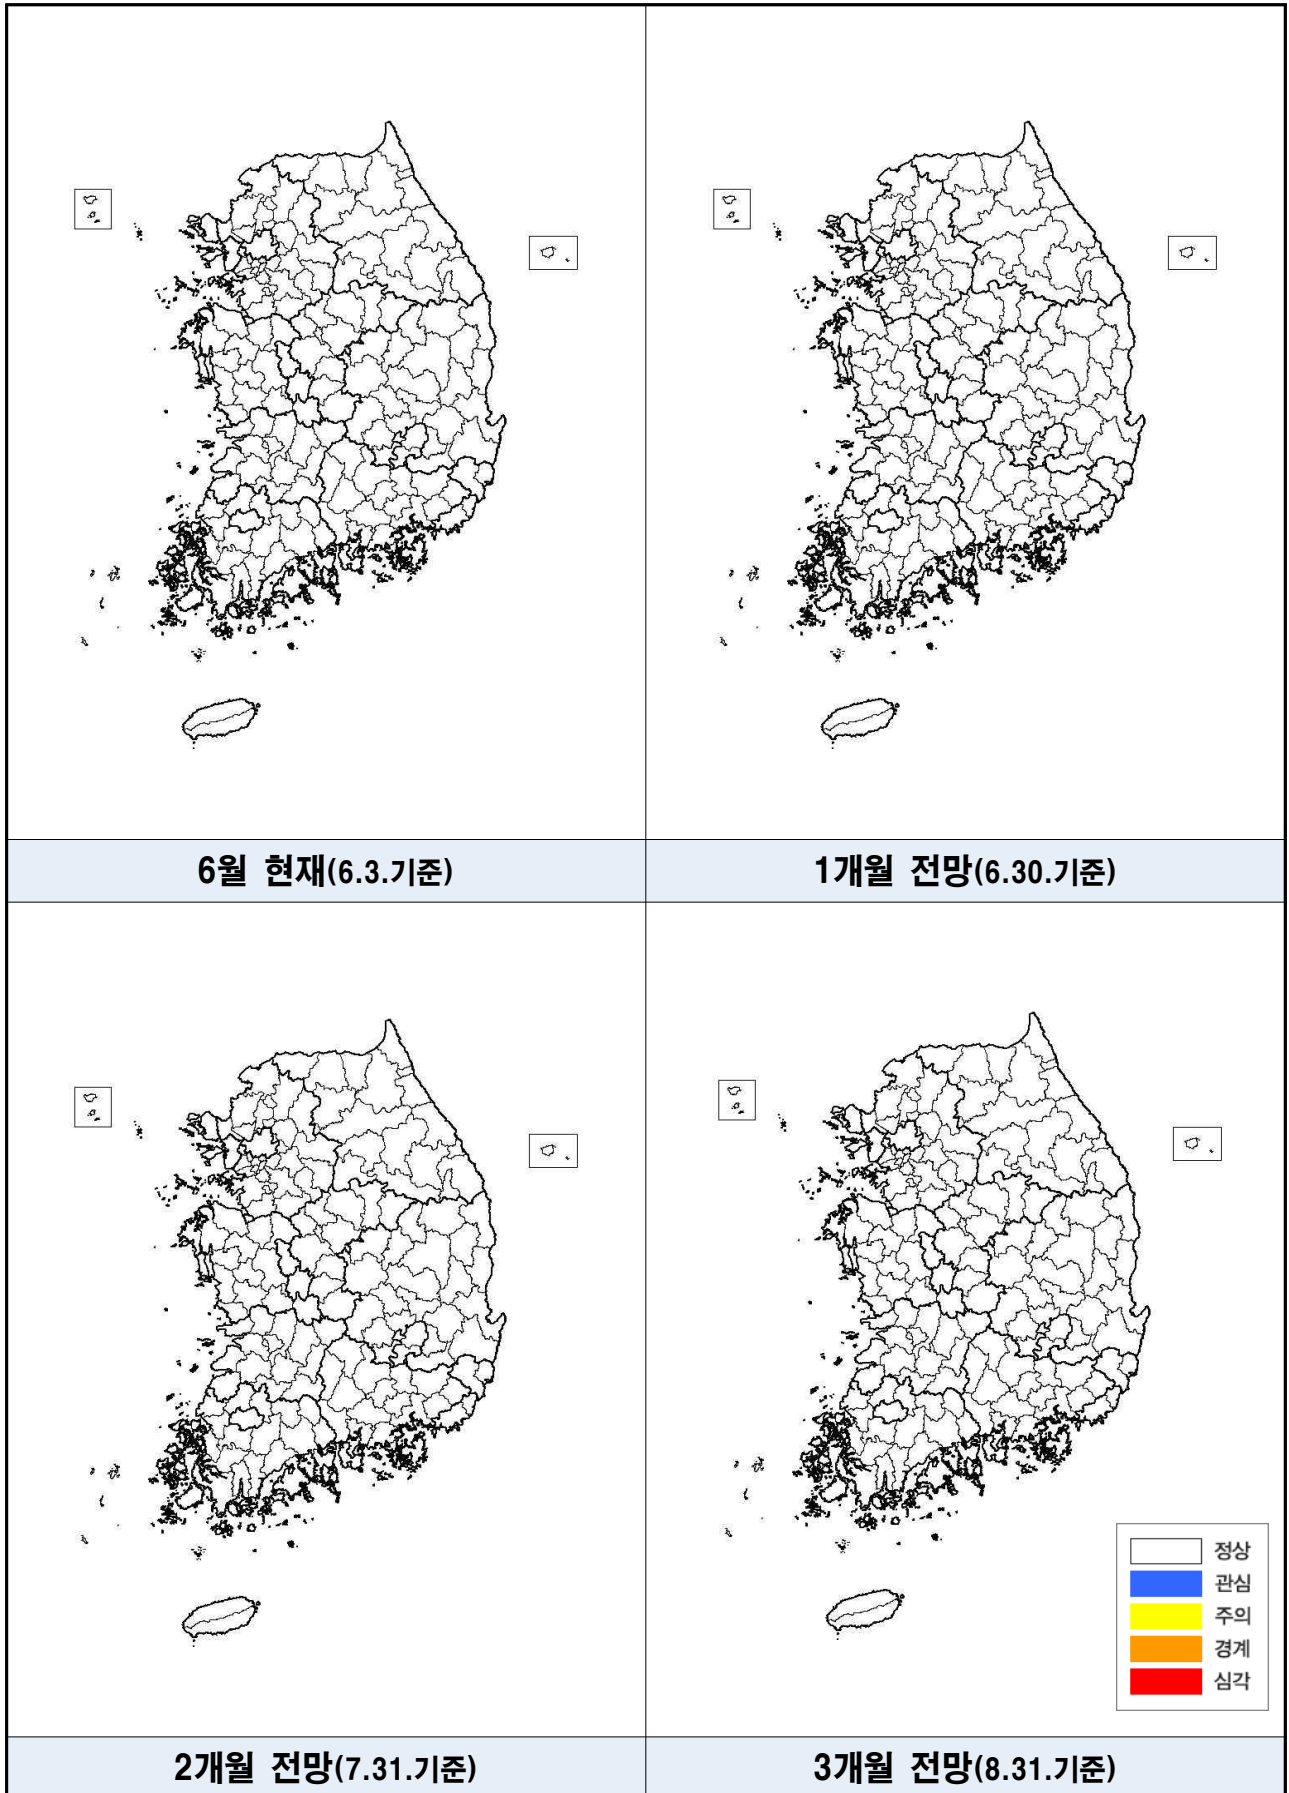 6월 현재(6.3.기준)
1개월 전망(6.30.기준)
정상
관심
주의
경계
심각
2개월 전망(7.31.기준)
3개월 전망(8.31.기준)